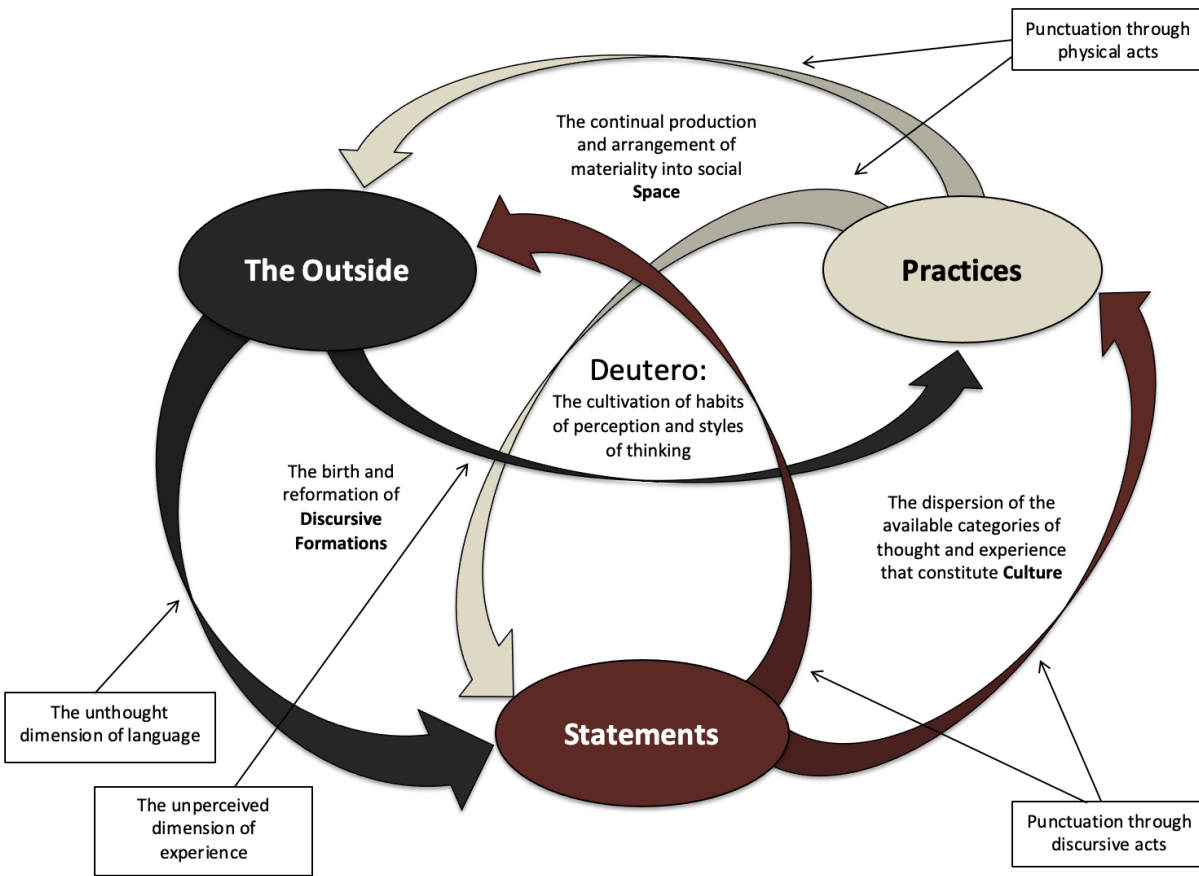 Punctuation through
physical acts
The continual production
and arrangement of
materiality into social
Space
The Outside
Practices
Deutero:
The cultivation of habits
of perception and styles
of thinking
The birth and
reformation of
Discursive
Formations
The dispersion of the
available categories of
thought and experience
that constitute Culture
The unthought
dimension of language
Statements
The unperceived
dimension of
experience
Punctuation through
discursive acts